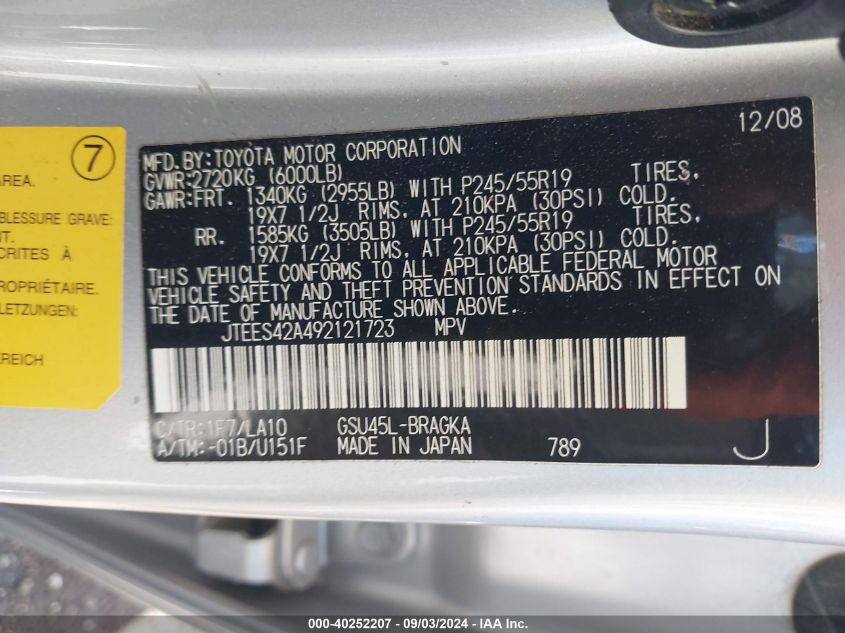 7
AREA.
BLESSURE GRAVE:
NT.
CRITES À
PROPRIÉTAIRE.
LETZUNGEN:
BEREICH
12/08
MFD.BY:TOYOTA MOTOR CORPORATION
GVWR:2720KG (6000LB)
GAWR:FRT. 1340KG (2955LB) WITH P245/55R19 TIRES,
19X7 1/2J RIMS, AT 210KPA (30PSI) COLD.
RR. 1585KG (3505LB) WITH P245/55R19 TIRES,
19X7 1/2J RIMS, AT 210KPA (30PSI) COLD.
THIS VEHICLE CONFORMS TO ALL APPLICABLE FEDERAL MOTOR
VEHICLE SAFETY AND THEFT PREVENTION STANDARDS IN EFFECT ON
THE DATE OF MANUFACTURE SHOWN ABOVE.
JTEES42A492121723 MPV
C/TR:1F7/LA10 GSU45L-BRAGKA
A/TM:-01B/U151F MADE IN JAPAN 789 J
000-40252207 - 09/03/2024 - IAA Inc.